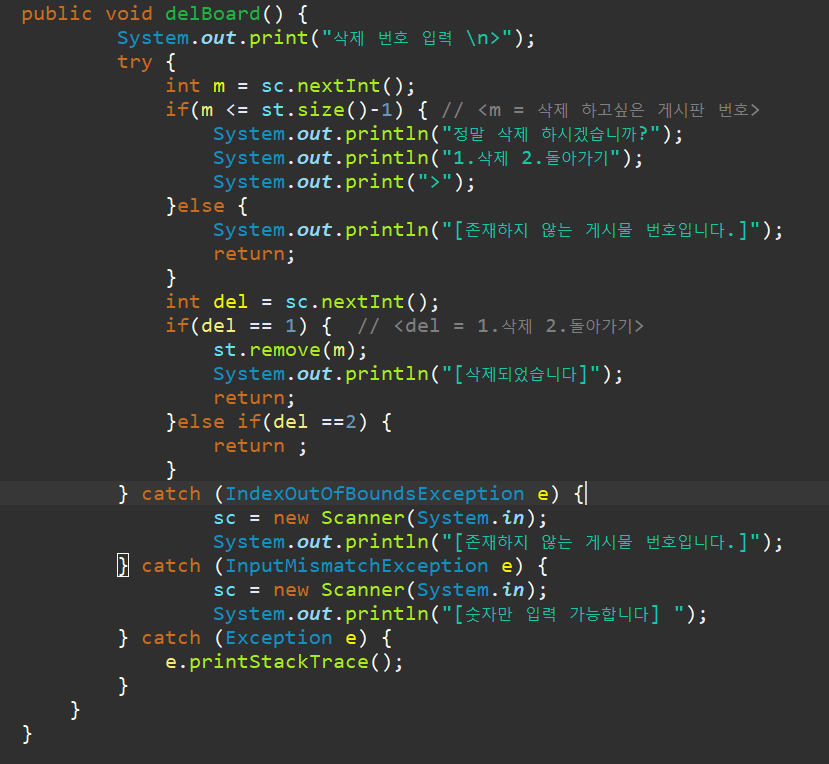 public void delBoard() {
System.out.print("삭제 번호 입력 \n>");
try {
int m = sc.nextInt();
if(m <= st.size()-1) { // <m = 삭제 하고싶은 게시판 번호>
System.out.println("정말 삭제 하시겠습니까?");
System.out.println("1.삭제 2.돌아가기");
System.out.print(">");
}else {
System.out.println("[존재하지 않는 게시물 번호입니다.]");
return;
}
int del = sc.nextInt();
if(del == 1) { // <del = 1.삭제 2.돌아가기>
st.remove(m);
System.out.println("[삭제되었습니다]");
return;
}else if(del ==2) {
return ;
}
} catch (IndexOutOfBoundsException e) {
sc = new Scanner(System.in);
System.out.println("[존재하지 않는 게시물 번호입니다.]");
} catch (InputMismatchException e) {
sc = new Scanner(System.in);
System.out.println("[숫자만 입력 가능합니다] ");
} catch (Exception e) {
e.printStackTrace();
}
}
}